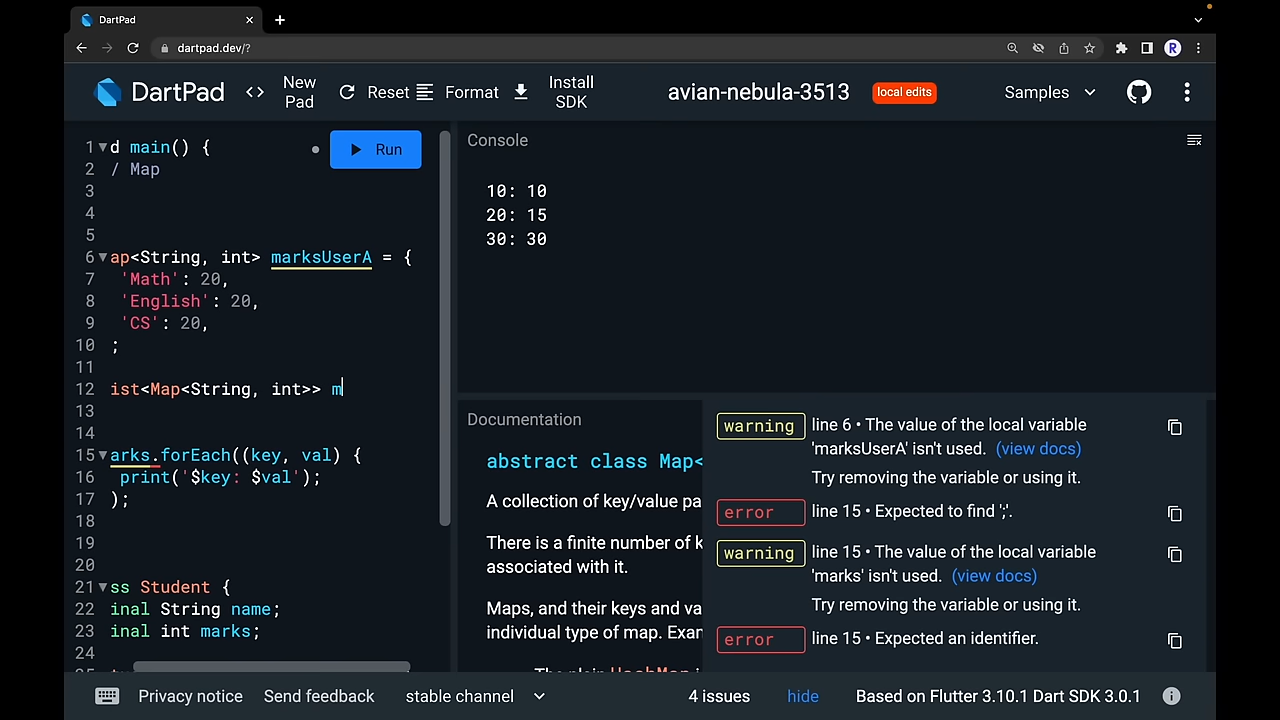 DartPad
dartpad.dev/?
R
DartPad
<> New Pad
Reset
Format
Install SDK
avian-nebula-3513
local edits
Samples
Run
1 d main() {
2 / Map
3
4
5
6 ap<String, int> marksUserA = {
7 'Math': 20,
8 'English': 20,
9 'CS': 20,
10 ;
11
12 ist<Map<String, int>> m
13
14
15 arks.forEach((key, val) {
16 print('$key: $val');
17 );
18
19
20
21 ss Student {
22 inal String name;
23 inal int marks;
24
Console
10: 10
20: 15
30: 30
Documentation
abstract class Map<
A collection of key/value pa
There is a finite number of k
associated with it.
Maps, and their keys and va
individual type of map. Exan
warning line 6 • The value of the local variable
'marksUserA' isn't used. (view docs)
Try removing the variable or using it.
error line 15 • Expected to find ';'.
warning line 15 • The value of the local variable
'marks' isn't used. (view docs)
Try removing the variable or using it.
error line 15 • Expected an identifier.
Privacy notice
Send feedback
stable channel
4 issues
hide
Based on Flutter 3.10.1 Dart SDK 3.0.1